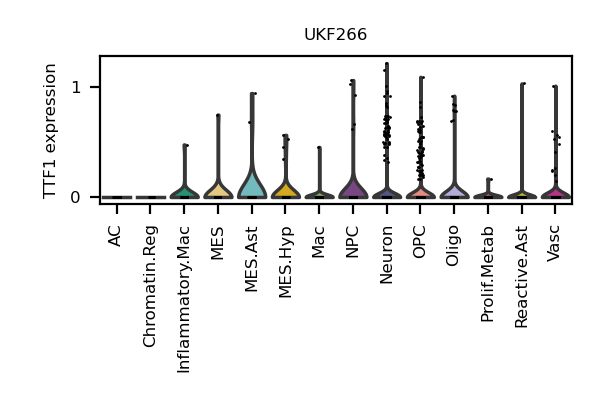 UKF266
TTF1 expression
1
0
AC
Chromatin.Reg
Inflammatory.Mac
MES
MES.Ast
MES.Hyp
Mac
NPC
Neuron
OPC
Oligo
Prolif.Metab
Reactive.Ast
Vasc